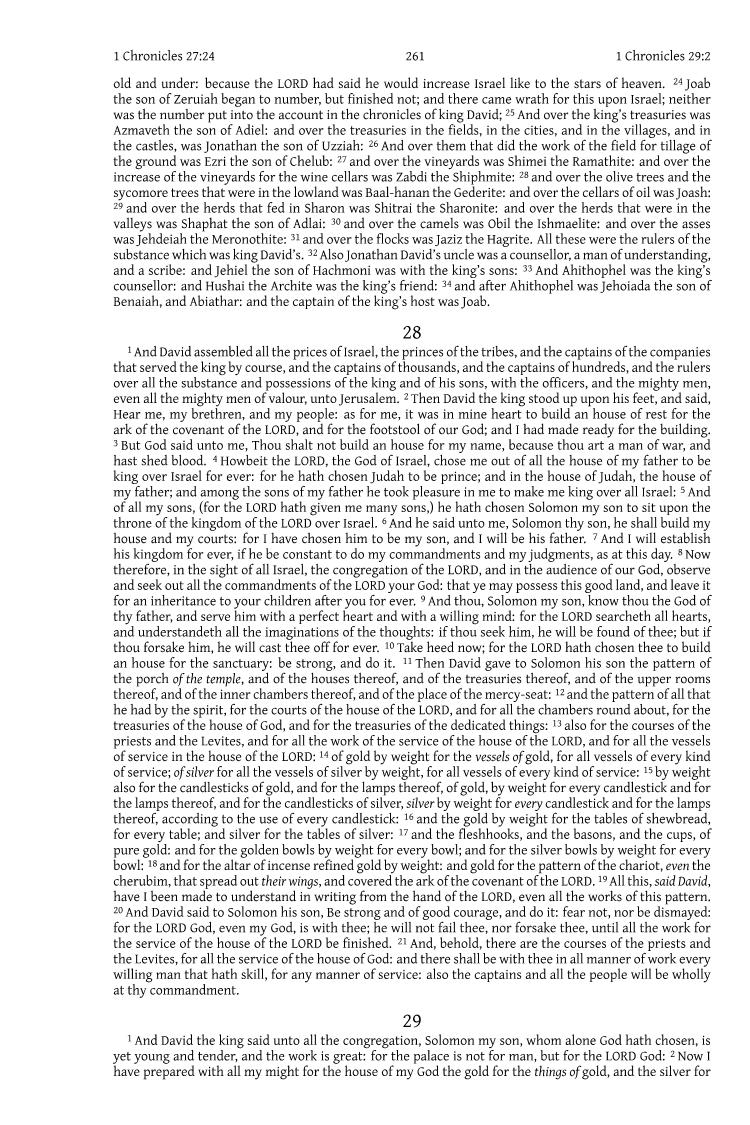 1 Chronicles 27:24 261 1 Chronicles 29:2
old and under: because the LORD had said he would increase Israel like to the stars of heaven. 24 Joab
the son of Zeruiah began to number, but finished not; and there came wrath for this upon Israel; neither
was the number put into the account in the chronicles of king David; 25 And over the king's treasuries was
Azmaveth the son of Adiel: and over the treasuries in the fields, in the cities, and in the villages, and in
the castles, was Jonathan the son of Uzziah: 26 And over them that did the work of the field for tillage of
the ground was Ezri the son of Chelub: 27 and over the vineyards was Shimei the Ramathite: and over the
increase of the vineyards for the wine cellars was Zabdi the Shiphmite: 28 and over the olive trees and the
sycomore trees that were in the lowland was Baal-hanan the Gederite: and over the cellars of oil was Joash:
29 and over the herds that fed in Sharon was Shitrai the Sharonite: and over the herds that were in the
valleys was Shaphat the son of Adlai: 30 and over the camels was Obil the Ishmaelite: and over the asses
was Jehdeiah the Meronothite: 31 and over the flocks was Jaziz the Hagrite. All these were the rulers of the
substance which was king David's. 32 Also Jonathan David's uncle was a counsellor, a man of understanding,
and a scribe: and Jehiel the son of Hachmoni was with the king's sons: 33 And Ahithophel was the king's
counsellor: and Hushai the Archite was the king's friend: 34 and after Ahithophel was Jehoiada the son of
Benaiah, and Abiathar: and the captain of the king's host was Joab.
28
1 And David assembled all the prices of Israel, the princes of the tribes, and the captains of the companies
that served the king by course, and the captains of thousands, and the captains of hundreds, and the rulers
over all the substance and possessions of the king and of his sons, with the officers, and the mighty men,
even all the mighty men of valour, unto Jerusalem. 2 Then David the king stood up upon his feet, and said,
Hear me, my brethren, and my people: as for me, it was in mine heart to build an house of rest for the
ark of the covenant of the LORD, and for the footstool of our God; and I had made ready for the building.
3 But God said unto me, Thou shalt not build an house for my name, because thou art a man of war, and
hast shed blood. 4 Howbeit the LORD, the God of Israel, chose me out of all the house of my father to be
king over Israel for ever: for he hath chosen Judah to be prince; and in the house of Judah, the house of
my father; and among the sons of my father he took pleasure in me to make me king over all Israel: 5 And
of all my sons, (for the LORD hath given me many sons,) he hath chosen Solomon my son to sit upon the
throne of the kingdom of the LORD over Israel. 6 And he said unto me, Solomon thy son, he shall build my
house and my courts: for I have chosen him to be my son, and I will be his father. 7 And I will establish
his kingdom for ever, if he be constant to do my commandments and my judgments, as at this day. 8 Now
therefore, in the sight of all Israel, the congregation of the LORD, and in the audience of our God, observe
and seek out all the commandments of the LORD your God: that ye may possess this good land, and leave it
for an inheritance to your children after you for ever. 9 And thou, Solomon my son, know thou the God of
thy father, and serve him with a perfect heart and with a willing mind: for the LORD searcheth all hearts,
and understandeth all the imaginations of the thoughts: if thou seek him, he will be found of thee; but if
thou forsake him, he will cast thee off for ever. 10 Take heed now; for the LORD hath chosen thee to build
an house for the sanctuary: be strong, and do it. 11 Then David gave to Solomon his son the pattern of
the porch of the temple, and of the houses thereof, and of the treasuries thereof, and of the upper rooms
thereof, and of the inner chambers thereof, and of the place of the mercy-seat: 12 and the pattern of all that
he had by the spirit, for the courts of the house of the LORD, and for all the chambers round about, for the
treasuries of the house of God, and for the treasuries of the dedicated things: 13 also for the courses of the
priests and the Levites, and for all the work of the service of the house of the LORD, and for all the vessels
of service in the house of the LORD: 14 of gold by weight for the vessels of gold, for all vessels of every kind
of service; of silver for all the vessels of silver by weight, for all vessels of every kind of service: 15 by weight
also for the candlesticks of gold, and for the lamps thereof, of gold, by weight for every candlestick and for
the lamps thereof, and for the candlesticks of silver, silver by weight for every candlestick and for the lamps
thereof, according to the use of every candlestick: 16 and the gold by weight for the tables of shewbread,
for every table; and silver for the tables of silver: 17 and the fleshhooks, and the basons, and the cups, of
pure gold: and for the golden bowls by weight for every bowl; and for the silver bowls by weight for every
bowl: 18 and for the altar of incense refined gold by weight: and gold for the pattern of the chariot, even the
cherubim, that spread out their wings, and covered the ark of the covenant of the LORD. 19 All this, said David,
have I been made to understand in writing from the hand of the LORD, even all the works of this pattern.
20 And David said to Solomon his son, Be strong and of good courage, and do it: fear not, nor be dismayed:
for the LORD God, even my God, is with thee; he will not fail thee, nor forsake thee, until all the work for
the service of the house of the LORD be finished. 21 And, behold, there are the courses of the priests and
the Levites, for all the service of the house of God: and there shall be with thee in all manner of work every
willing man that hath skill, for any manner of service: also the captains and all the people will be wholly
at thy commandment.
29
1 And David the king said unto all the congregation, Solomon my son, whom alone God hath chosen, is
yet young and tender, and the work is great: for the palace is not for man, but for the LORD God: 2 Now I
have prepared with all my might for the house of my God the gold for the things of gold, and the silver for